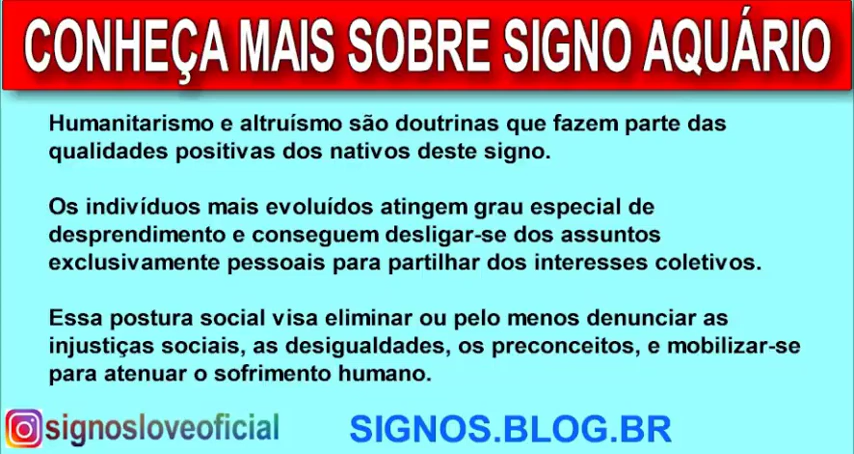 CONHEÇA MAIS SOBRE SIGNO AQUÁRIO
Humanitarismo e altruísmo são doutrinas que fazem parte das
qualidades positivas dos nativos deste signo.
Os indivíduos mais evoluídos atingem grau especial de
desprendimento e conseguem desligar-se dos assuntos
exclusivamente pessoais para partilhar dos interesses coletivos.
Essa postura social visa eliminar ou pelo menos denunciar as
injustiças sociais, as desigualdades, os preconceitos, e mobilizar-se
para atenuar o sofrimento humano.
signosloveoficial SIGNOS.BLOG.BR